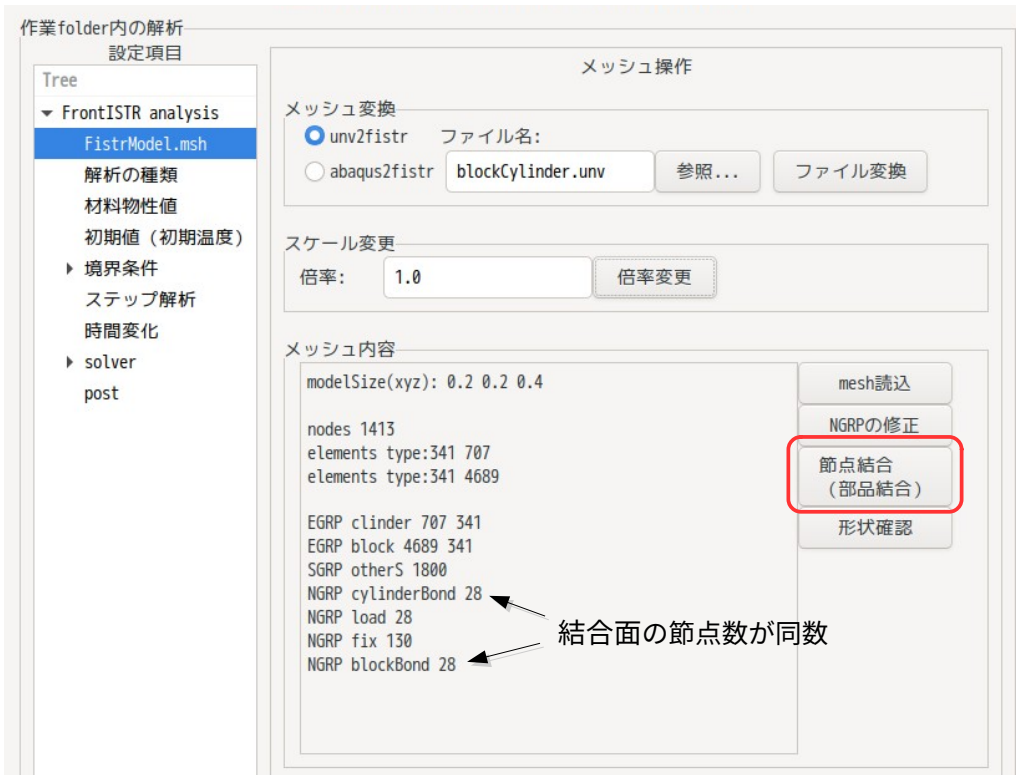 作業folder内の解析
設定項目
Tree
FrontISTR analysis
FistrModel.msh
解析の種類
材料物性値
初期値（初期温度）
境界条件
ステップ解析
時間変化
solver
post
メッシュ操作
メッシュ変換
unv2fistr ファイル名:
abaqus2fistr blockCylinder.unv 参照... ファイル変換
スケール変更
倍率: 1.0 倍率変更
メッシュ内容
modelSize(xyz): 0.2 0.2 0.4
nodes 1413
elements type:341 707
elements type:341 4689
EGRP clinder 707 341
EGRP block 4689 341
SGRP otherS 1800
NGRP cylinderBond 28
NGRP load 28
NGRP fix 130
NGRP blockBond 28
mesh読込
NGRPの修正
節点結合
（部品結合）
形状確認
結合面の節点数が同数